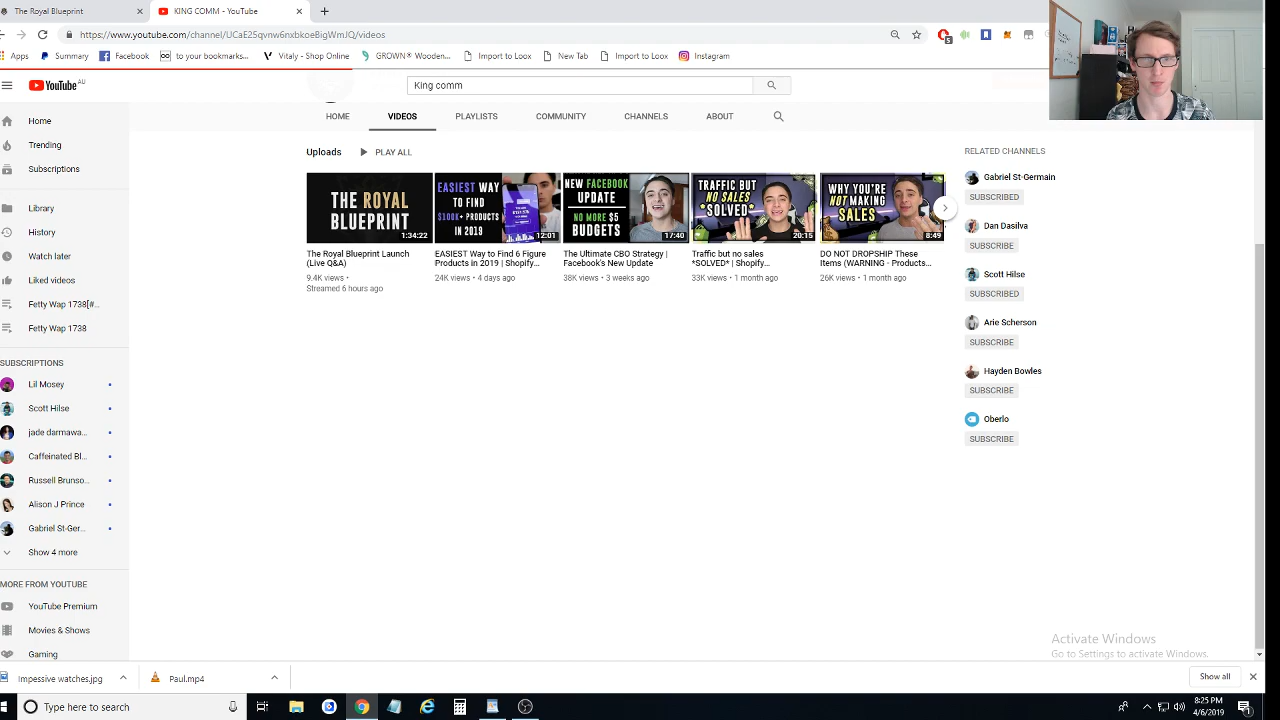 The Royal Blueprint
KING COMM - YouTube
https://www.youtube.com/channel/UCaE25qvnw6nxbkoeBigWmJQ/videos
Apps
Summary
Facebook
to your bookmarks...
Vitaly - Shop Online
GROWN® Wooden...
Import to Loox
New Tab
Import to Loox
Instagram
YouTube AU
King comm
HOME
VIDEOS
PLAYLISTS
COMMUNITY
CHANNELS
ABOUT
Home
Trending
Subscriptions
Library
History
Watch later
Liked videos
Fetty Wap 1738[#...
Fetty Wap 1738
SUBSCRIPTIONS
Lil Mosey
Scott Hilse
jade darmawa...
Caffeinated Bl...
Russell Brunso...
Alison J Prince
Gabriel St-Ger...
Show 4 more
MORE FROM YOUTUBE
YouTube Premium
Movies & Shows
Gaming
Uploads
PLAY ALL
THE ROYAL
BLUEPRINT
1:34:22
The Royal Blueprint Launch
(Live Q&A)
9.4K views •
Streamed 6 hours ago
EASIEST WAY
TO FIND
$100K+ PRODUCTS
IN 2019
12:01
EASIEST Way to Find 6 Figure
Products in 2019 | Shopify...
24K views • 4 days ago
NEW FACEBOOK
UPDATE
NO MORE $5
BUDGETS
17:40
The Ultimate CBO Strategy |
Facebook's New Update
38K views • 3 weeks ago
TRAFFIC BUT
NO SALES
*SOLVED*
20:15
Traffic but no sales
*SOLVED* | Shopify...
33K views • 1 month ago
WHY YOU'RE
NOT MAKING
SALES
8:49
DO NOT DROPSHIP These
Items (WARNING - Products...
26K views • 1 month ago
RELATED CHANNELS
Gabriel St-Germain
SUBSCRIBED
Dan Dasilva
SUBSCRIBE
Scott Hilse
SUBSCRIBED
Arie Scherson
SUBSCRIBE
Hayden Bowles
SUBSCRIBE
Oberlo
SUBSCRIBE
Activate Windows
Go to Settings to activate Windows.
Impessive watches.jpg
Paul.mp4
Show all
Type here to search
8:25 PM
4/6/2019